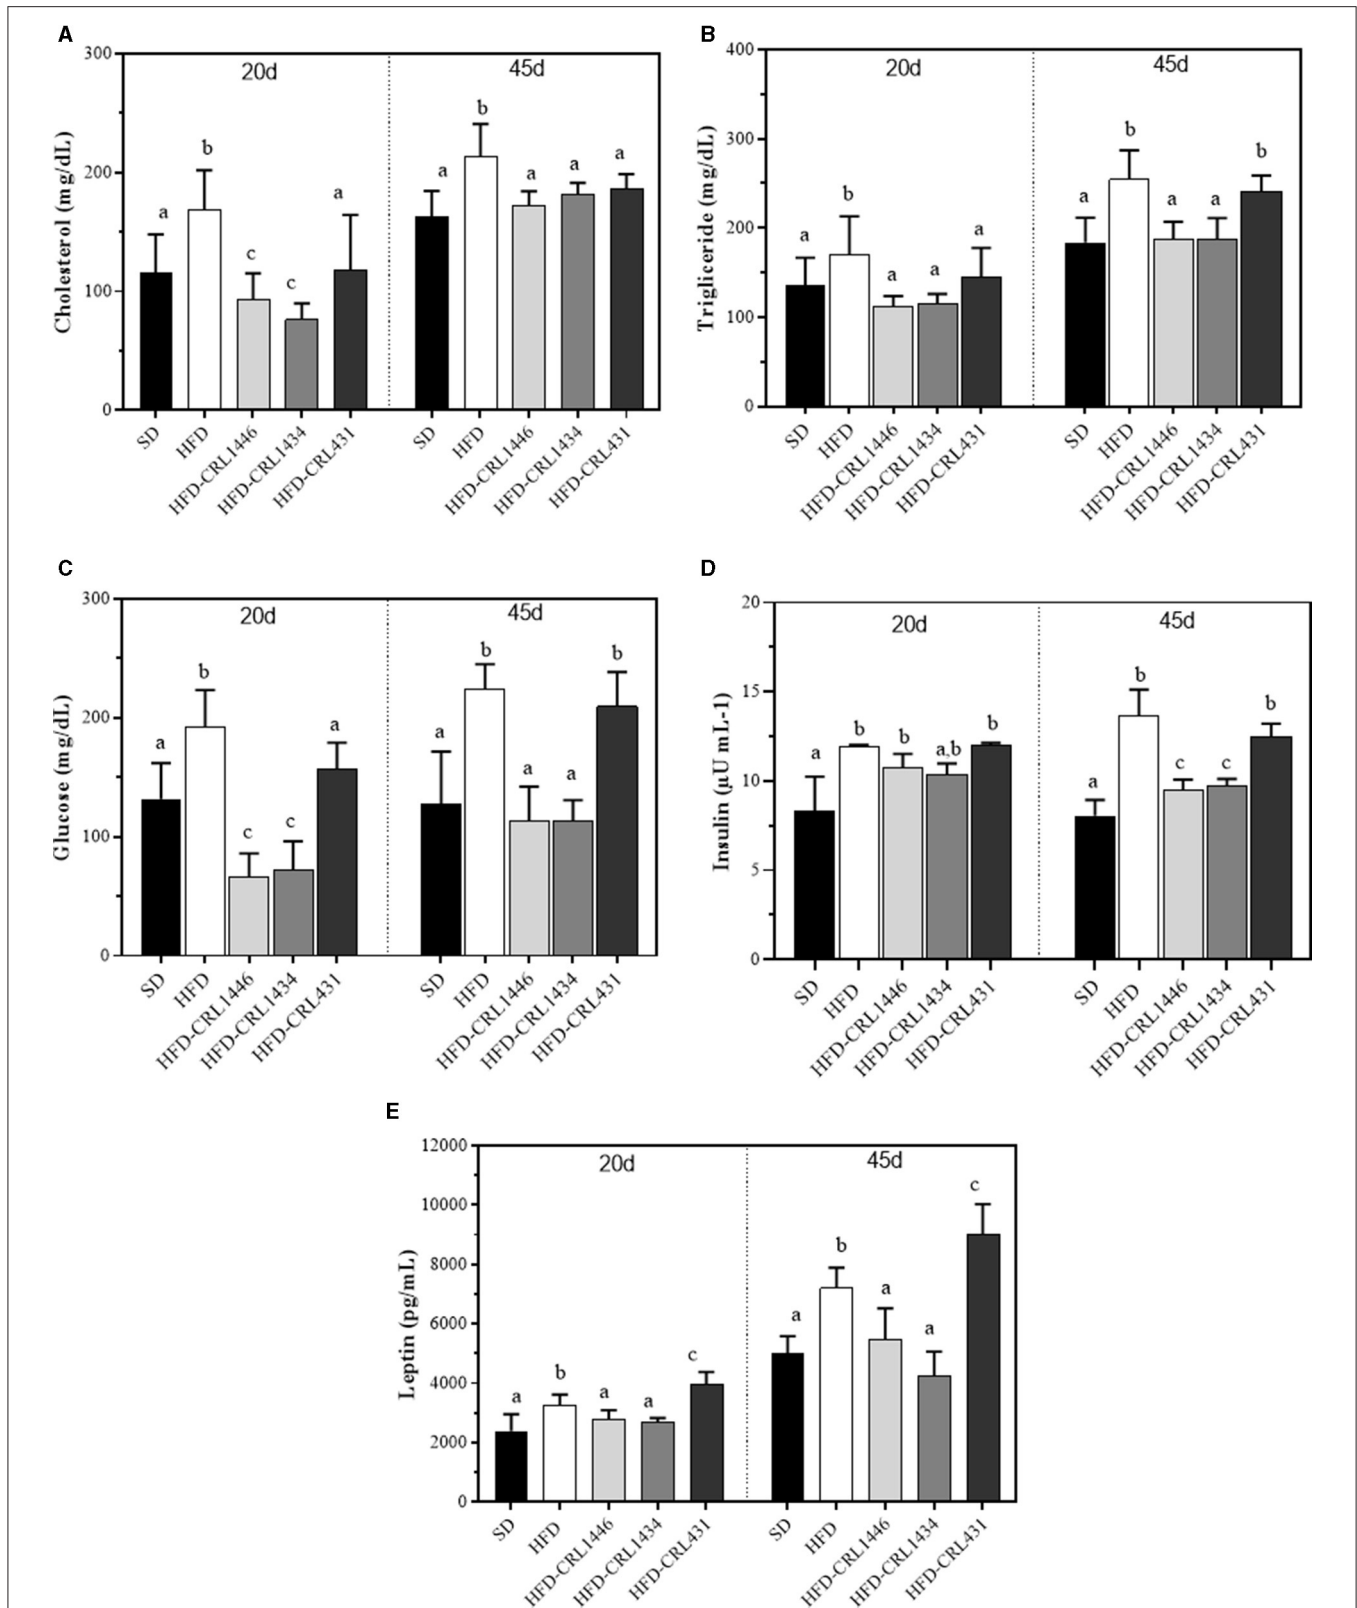 A
300
200
100
0
Cholesterol (mg/dL)
20d
45d
a
b
c
c
a
a
b
a
a
a
SD
HFD
HFD-CRL1446
HFD-CRL1434
HFD-CRL431
SD
HFD
HFD-CRL1446
HFD-CRL1434
HFD-CRL431
B
400
300
200
100
0
Trigliceride (mg/dL)
20d
45d
a
b
a
a
a
a
b
a
a
b
SD
HFD
HFD-CRL1446
HFD-CRL1434
HFD-CRL431
SD
HFD
HFD-CRL1446
HFD-CRL1434
HFD-CRL431
C
300
200
100
0
Glucose (mg/dL)
20d
45d
a
b
c
c
a
a
b
a
a
b
SD
HFD
HFD-CRL1446
HFD-CRL1434
HFD-CRL431
SD
HFD
HFD-CRL1446
HFD-CRL1434
HFD-CRL431
D
20
15
10
5
0
Insulin (μU mL-1)
20d
45d
a
b
b
a,b
b
a
b
c
c
b
SD
HFD
HFD-CRL1446
HFD-CRL1434
HFD-CRL431
SD
HFD
HFD-CRL1446
HFD-CRL1434
HFD-CRL431
E
12000
10000
8000
6000
4000
2000
0
Leptin (pg/mL)
20d
45d
a
b
a
a
c
a
b
a
a
c
SD
HFD
HFD-CRL1446
HFD-CRL1434
HFD-CRL431
SD
HFD
HFD-CRL1446
HFD-CRL1434
HFD-CRL431